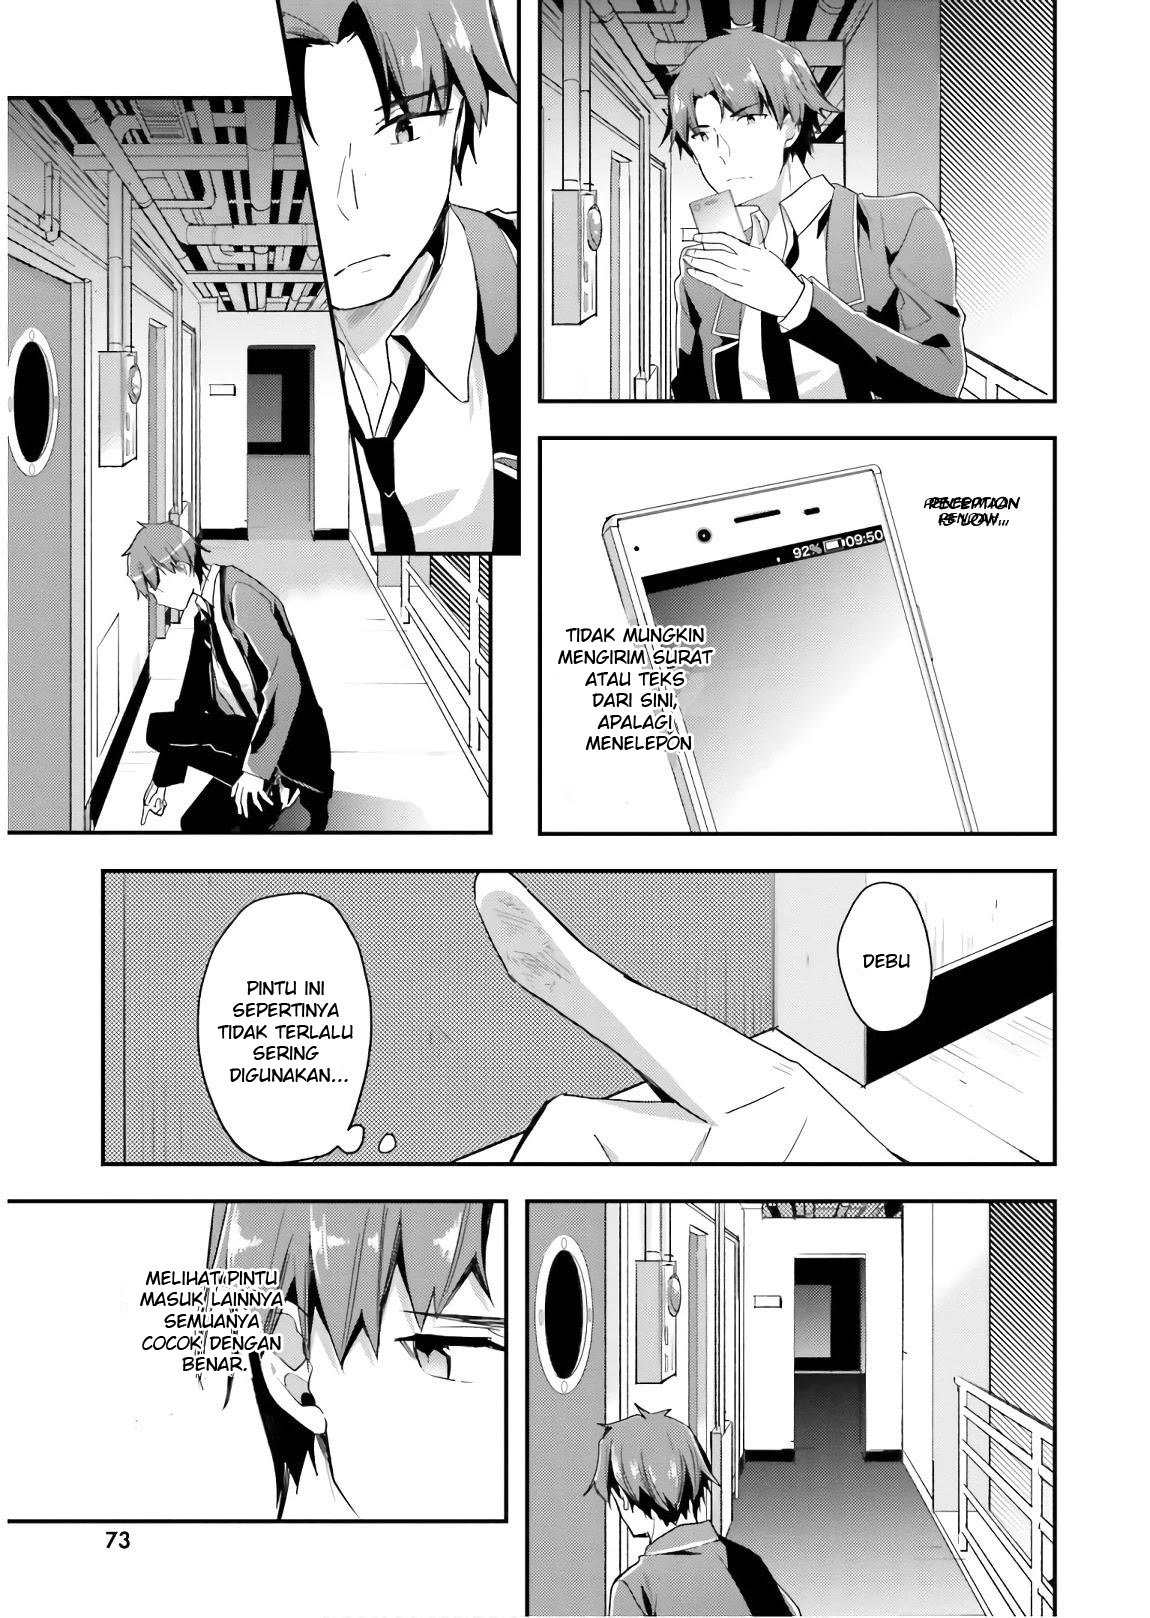 92% 09:50
TIDAK MUNGKIN
MENGIRIM SURAT
ATAU TEKS
DARI SINI,
APALAGI
MENELEPON
DEBU
PINTU INI
SEPERTINYA
TIDAK TERLALU
SERING
DIGUNAKAN...
MELIHAT PINTU
MASUK LAINNYA
SEMUANYA
COCOK DENGAN
BENAR.
73